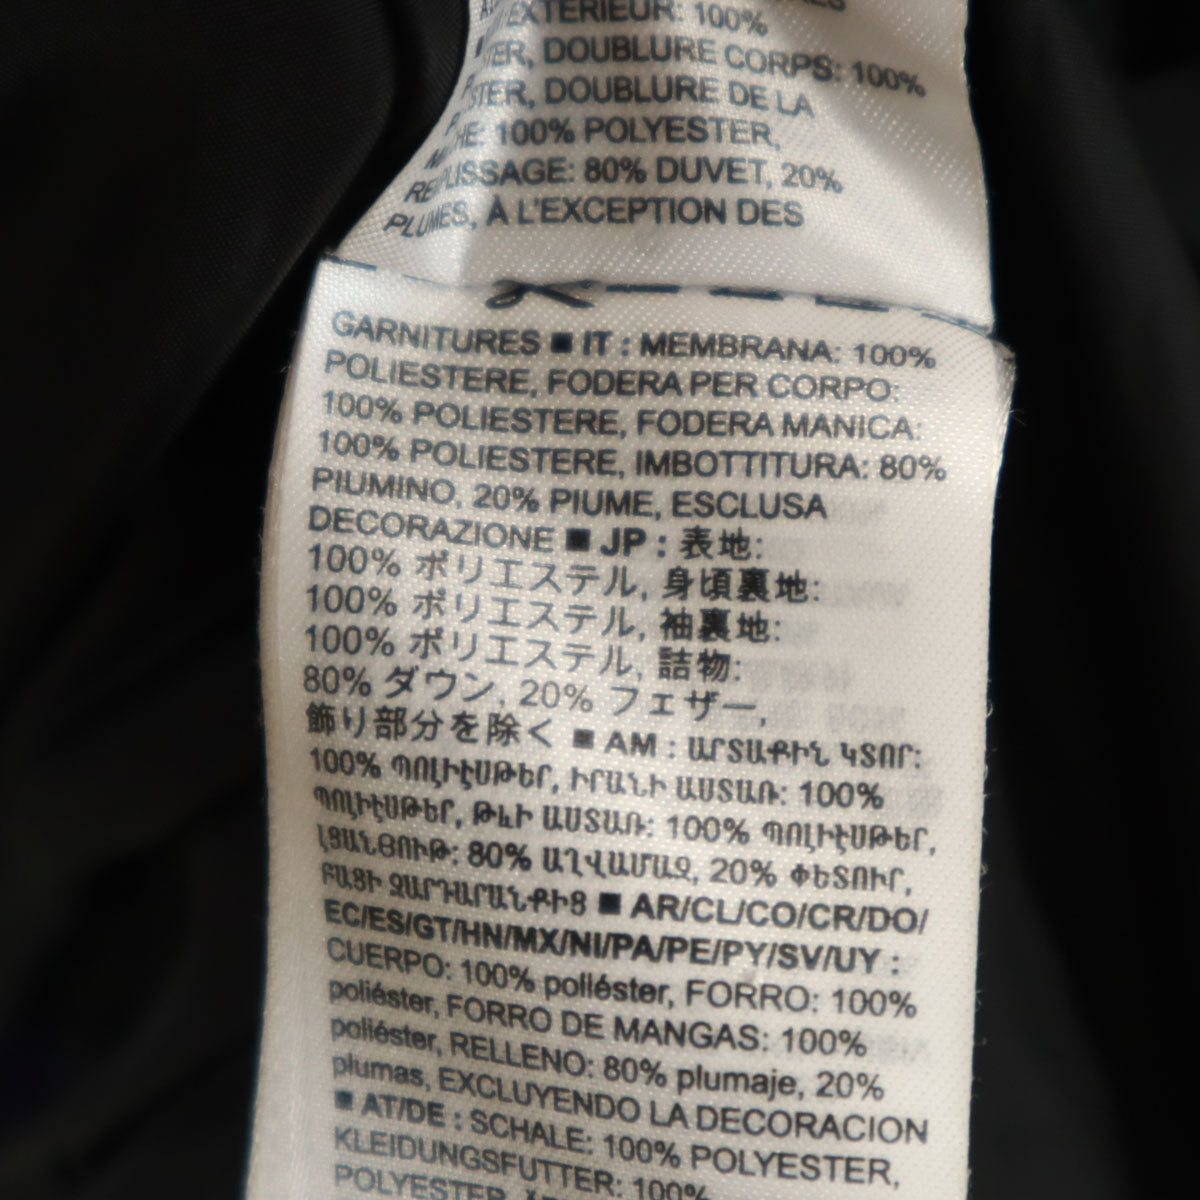 EXTERIEUR: 100%
DOUBLURE CORPS: 100%
DOUBLURE DE LA
100% POLYESTER,
80% DUVET, 20%
PLUMES, A L'EXCEPTION DES
GARNITURES ■ IT : MEMBRANA: 100%
POLIESTERE, FODERA PER CORPO:
100% POLIESTERE, FODERA MANICA:
100% POLIESTERE, IMBOTTITURA: 80%
PIUMINO, 20% PIUME, ESCLUSA
DECORAZIONE ■ JP : 表地:
100% ポリエステル, 身頃裏地:
100% ポリエステル, 袖裏地:
100% ポリエステル, 詰物:
80% ダウン, 20% フェザー,
飾り部分を除く ■ AM : ԱՐՏԱՔԻՆ ԿՏՈՐ:
100% ՊՈԼԻԷՍԹԵՐ, ԻՐԱՆԻ ԱՍՏԱՌ: 100%
ՊՈԼԻԷՍԹԵՐ, ԹևԻ ԱՍՏԱՌ: 100% ՊՈԼԻԷՍԹԵՐ,
ԼՑԱՆՅՈՒԹ: 80% ԱՂՎԱՄԱԶ, 20% ՓԵՏՈՒՐ,
ԲԱՑԻ ԶԱՐԴԱՐԱՆՔԻՑ ■ AR/CL/CO/CR/DO/
EC/ES/GT/HN/MX/NI/PA/PE/PY/SV/UY :
CUERPO: 100% poliéster, FORRO: 100%
poliéster, FORRO DE MANGAS: 100%
poliéster, RELLENO: 80% plumaje, 20%
plumas, EXCLUYENDO LA DECORACION
■ AT/DE : SCHALE: 100% POLYESTER,
KLEIDUNGSFUTTER: 100%
POLYESTER,